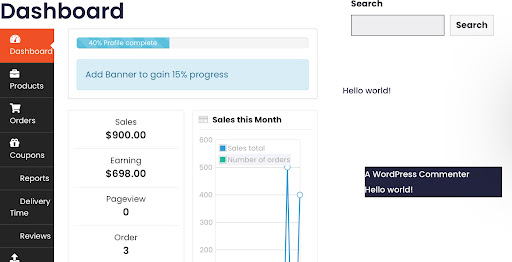 Dashboard
Dashboard
Products
Orders
Coupons
Reports
Delivery
Time
Reviews
40% Profile complete
Add Banner to gain 15% progress
Sales
$900.00
Earning
$698.00
Pageview
0
Order
3
Sales this Month
600
Sales total
Number of orders
500
400
300
200
Search
Search
Hello world!
A WordPress Commenter
Hello world!